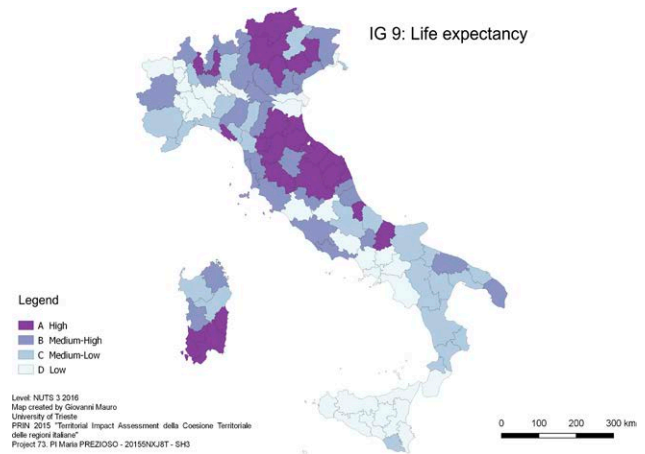 IG 9: Life expectancy
Legend
A High
B Medium-High
C Medium-Low
D Low
Level: NUTS 3 2016
Map created by Giovanni Mauro
University of Trieste
PRIN 2015 "Territorial Impact Assessment della Coesione Territoriale
delle regioni italiane"
Project 73. PI Maria PREZIOSO - 20155NXJ8T - SH3
0 100 200 300 km